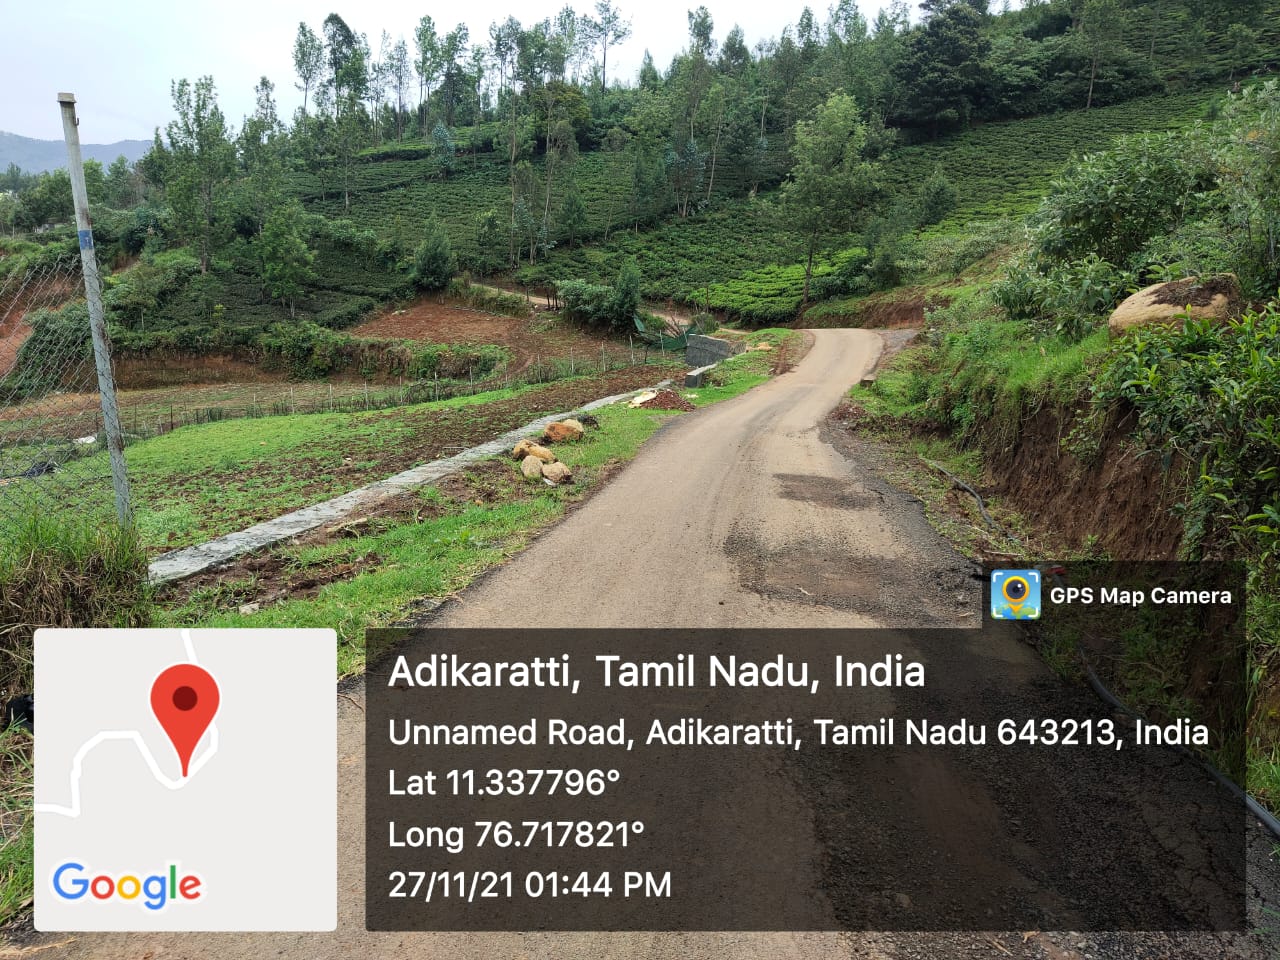 GPS Map Camera
Adikaratti, Tamil Nadu, India
Unnamed Road, Adikaratti, Tamil Nadu 643213, India
Lat 11.337796°
Long 76.717821°
27/11/21 01:44 PM
Google